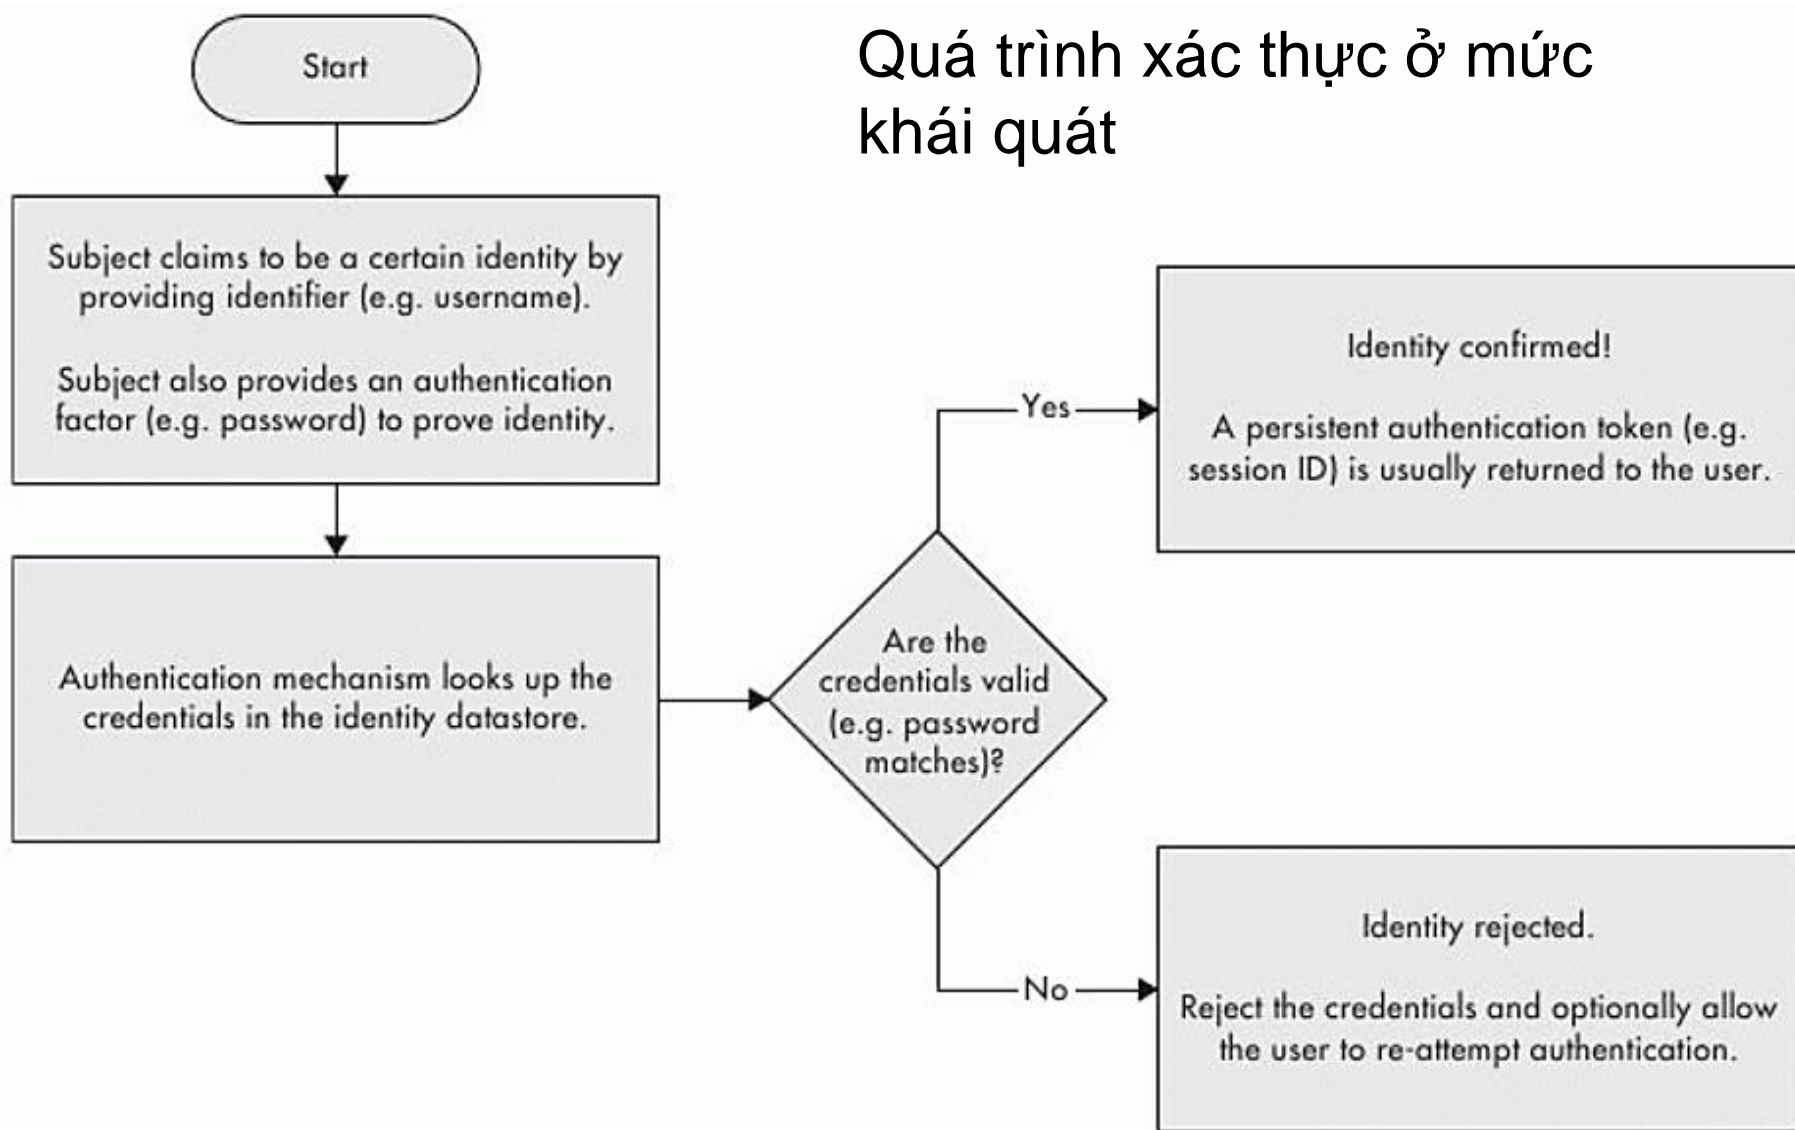 Quá trình xác thực ở mức
khái quát
Start
Subject claims to be a certain identity by
providing identifier (e.g. username).
Subject also provides an authentication
factor (e.g. password) to prove identity.
Authentication mechanism looks up the
credentials in the identity datastore.
Are the
credentials valid
(e.g. password
matches)?
Yes
Identity confirmed!
A persistent authentication token (e.g.
session ID) is usually returned to the user.
No
Identity rejected.
Reject the credentials and optionally allow
the user to re-attempt authentication.